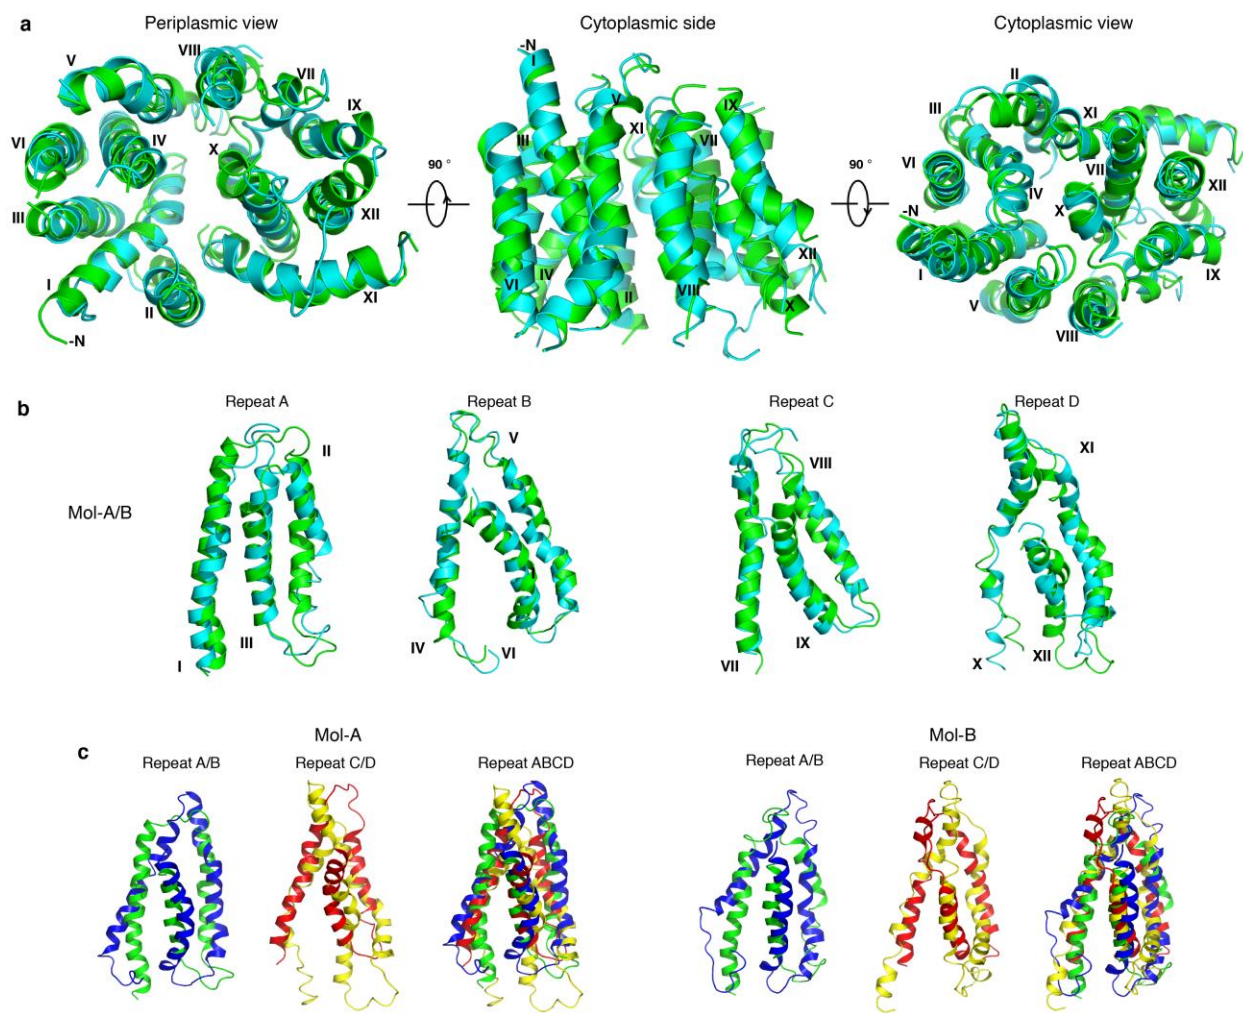 a
Periplasmic view
Cytoplasmic side
Cytoplasmic view
V
VIII
VII
IX
VI
IV
X
III
XII
I
II
XI
-N
90 °
-N
I
V
IX
XI
III
VII
IV
VI
II
VIII
XII
X
90 °
II
III
XI
VI
VII
XII
IV
X
-N
I
IX
V
VIII
b
Repeat A
Repeat B
Repeat C
Repeat D
Mol-A/B
II
III
I
V
IV
VI
VIII
IX
VII
XI
X
XII
c
Mol-A
Mol-B
Repeat A/B
Repeat C/D
Repeat ABCD
Repeat A/B
Repeat C/D
Repeat ABCD